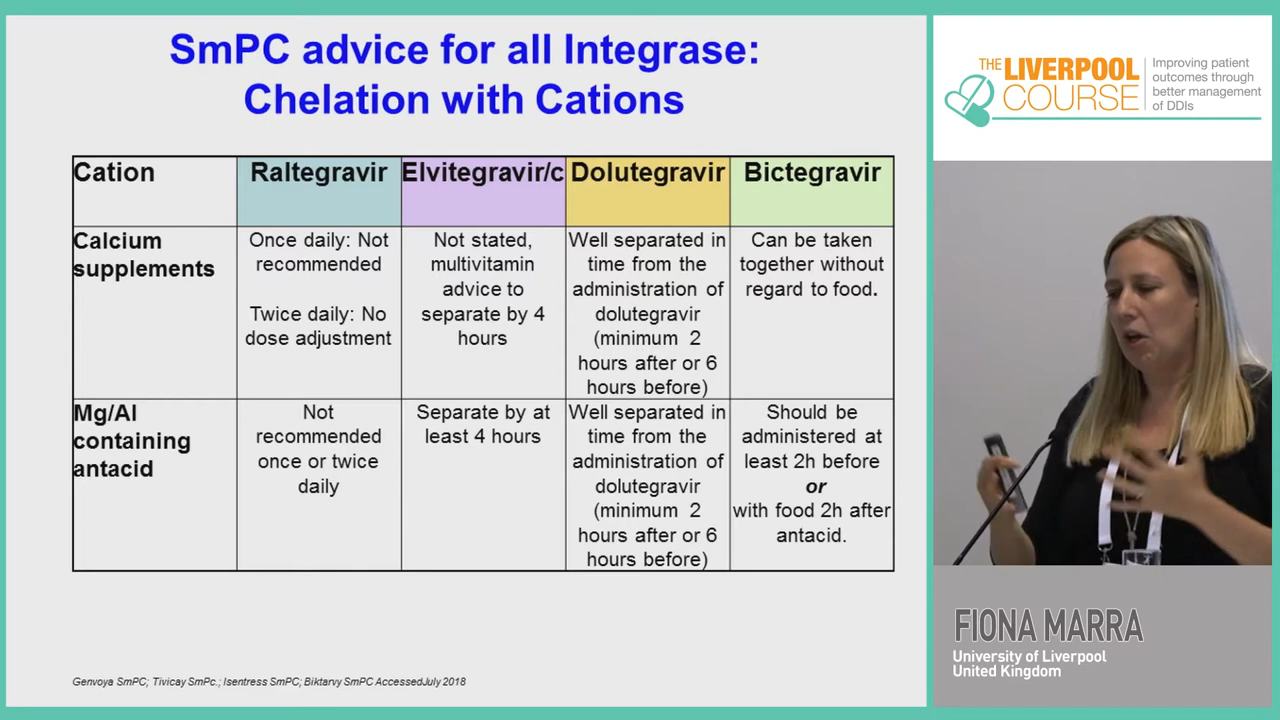 SmPC advice for all Integrase:
Chelation with Cations
Cation
Raltegravir
Elvitegravir/c
Dolutegravir
Bictegravir
Calcium
supplements
Once daily: Not
recommended
Twice daily: No
dose adjustment
Not stated,
multivitamin
advice to
separate by 4
hours
Well separated in
time from the
administration of
dolutegravir
(minimum 2
hours after or 6
hours before)
Can be taken
together without
regard to food.
Mg/Al
containing
antacid
Not
recommended
once or twice
daily
Separate by at
least 4 hours
Well separated in
time from the
administration of
dolutegravir
(minimum 2
hours after or 6
hours before)
Should be
administered at
least 2h before
or
with food 2h after
antacid.
Genvoya SmPC; Tivicay SmPc.; Isentress SmPC; Biktarvy SmPC AccessedJuly 2018
THE
LIVERPOOL
COURSE
Improving patient
outcomes through
better management
of DDIs
FIONA MARRA
University of Liverpool
United Kingdom